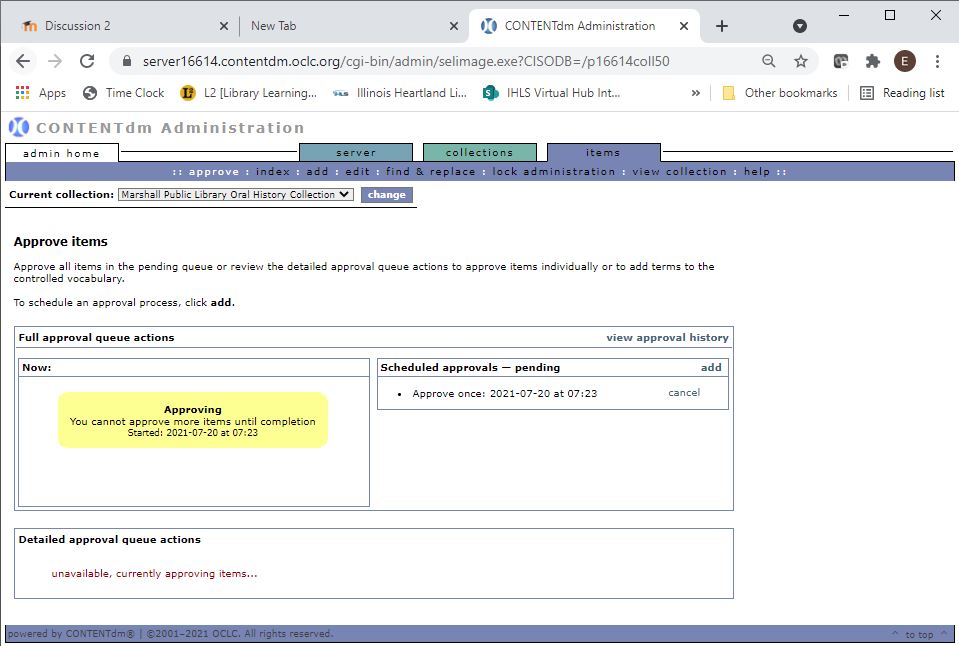 Discussion 2
New Tab
CONTENTdm Administration
server16614.contentdm.oclc.org/cgi-bin/admin/selimage.exe?CISODB=/p16614coll50
E
Apps
Time Clock
L2 [Library Learning...
Illinois Heartland Li...
IHLS Virtual Hub Int...
»
Other bookmarks
Reading list
CONTENTdm Administration
admin home
server
collections
items
:: approve : index : add : edit : find & replace : lock administration : view collection : help ::
Current collection: Marshall Public Library Oral History Collection change
Approve items
Approve all items in the pending queue or review the detailed approval queue actions to approve items individually or to add terms to the
controlled vocabulary.
To schedule an approval process, click add.
Full approval queue actions view approval history
Now:
Approving
You cannot approve more items until completion
Started: 2021-07-20 at 07:23
Scheduled approvals — pending add
• Approve once: 2021-07-20 at 07:23 cancel
Detailed approval queue actions
unavailable, currently approving items...
powered by CONTENTdm® | ©2001–2021 OCLC. All rights reserved. ^ to top ^